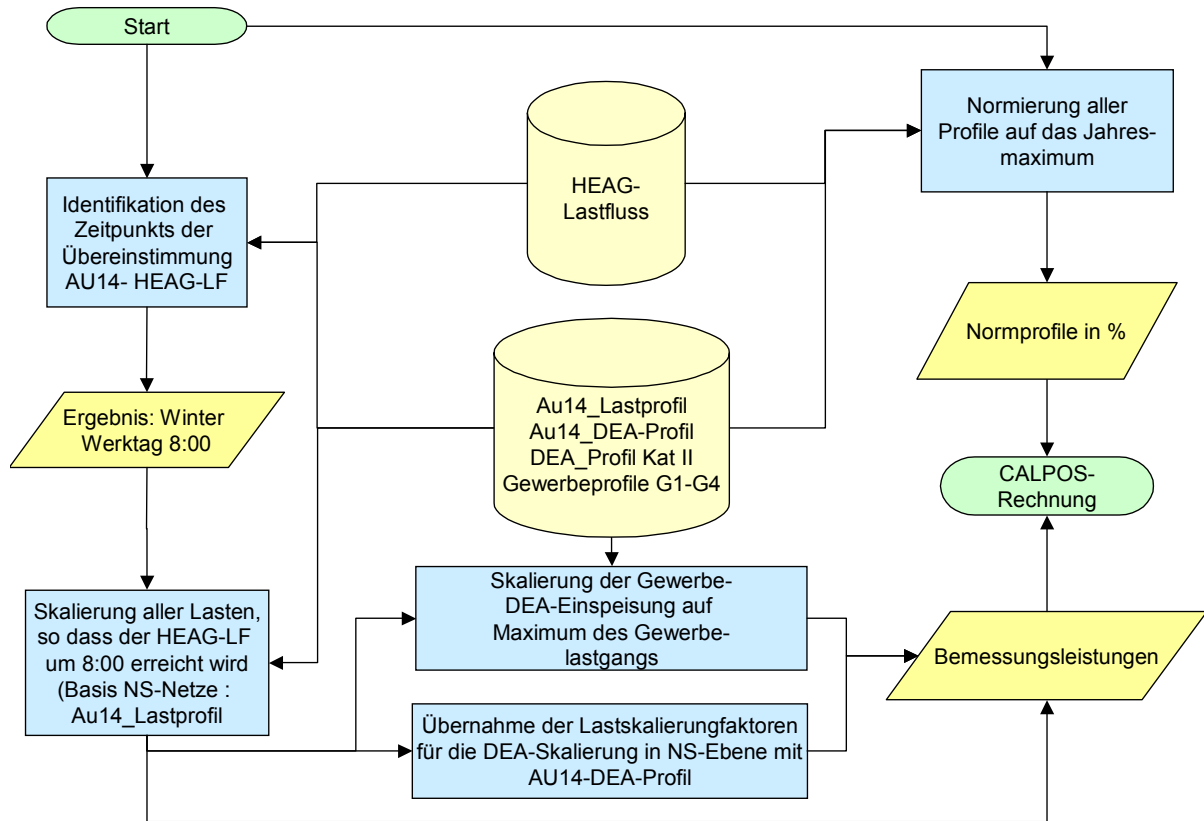 Start
Normierung aller
Profile auf das Jahres-
maximum
HEAG-
Lastfluss
Identifikation des
Zeitpunkts der
Übereinstimmung
AU14- HEAG-LF
Normprofile in %
Ergebnis: Winter
Werktag 8:00
Au14_Lastprofil
Au14_DEA-Profil
DEA_Profil Kat II
Gewerbeprofile G1-G4
CALPOS-
Rechnung
Skalierung aller Lasten,
so dass der HEAG-LF
um 8:00 erreicht wird
(Basis NS-Netze :
Au14_Lastprofil
Skalierung der Gewerbe-
DEA-Einspeisung auf
Maximum des Gewerbe-
lastgangs
Bemessungsleistungen
Übernahme der Lastskalierungfaktoren
für die DEA-Skalierung in NS-Ebene mit
AU14-DEA-Profil